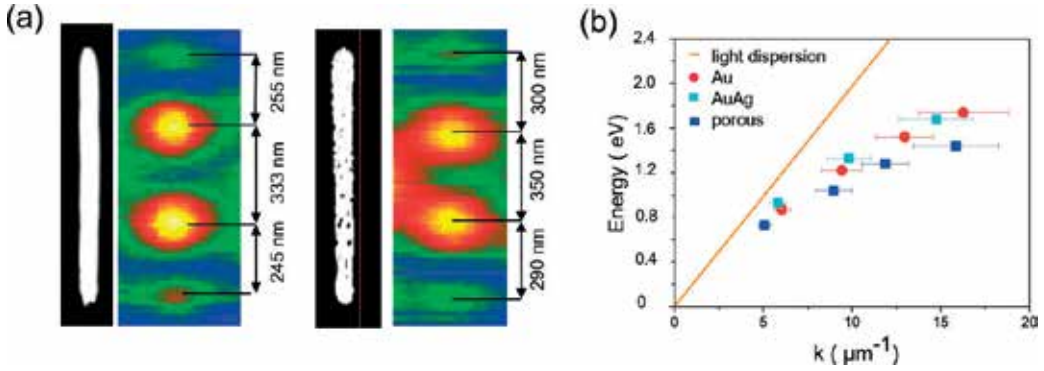 (a)
255 nm
333 nm
245 nm
300 nm
350 nm
290 nm
(b)
2.4
2.0
1.6
1.2
0.8
0.4
0
Energy ( eV)
light dispersion
Au
AuAg
porous
0
5
10
15
20
k ( µm⁻¹)